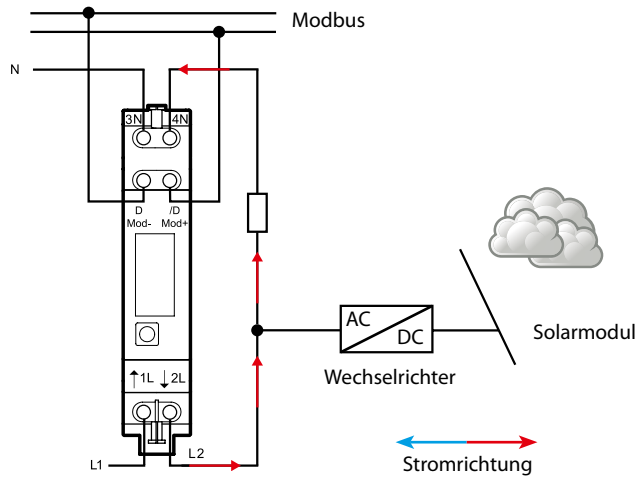 Modbus
N
3N 4N
D /D
Mod- Mod+
AC
DC
Solarmodul
Wechselrichter
1L 2L
L1
L2
Stromrichtung